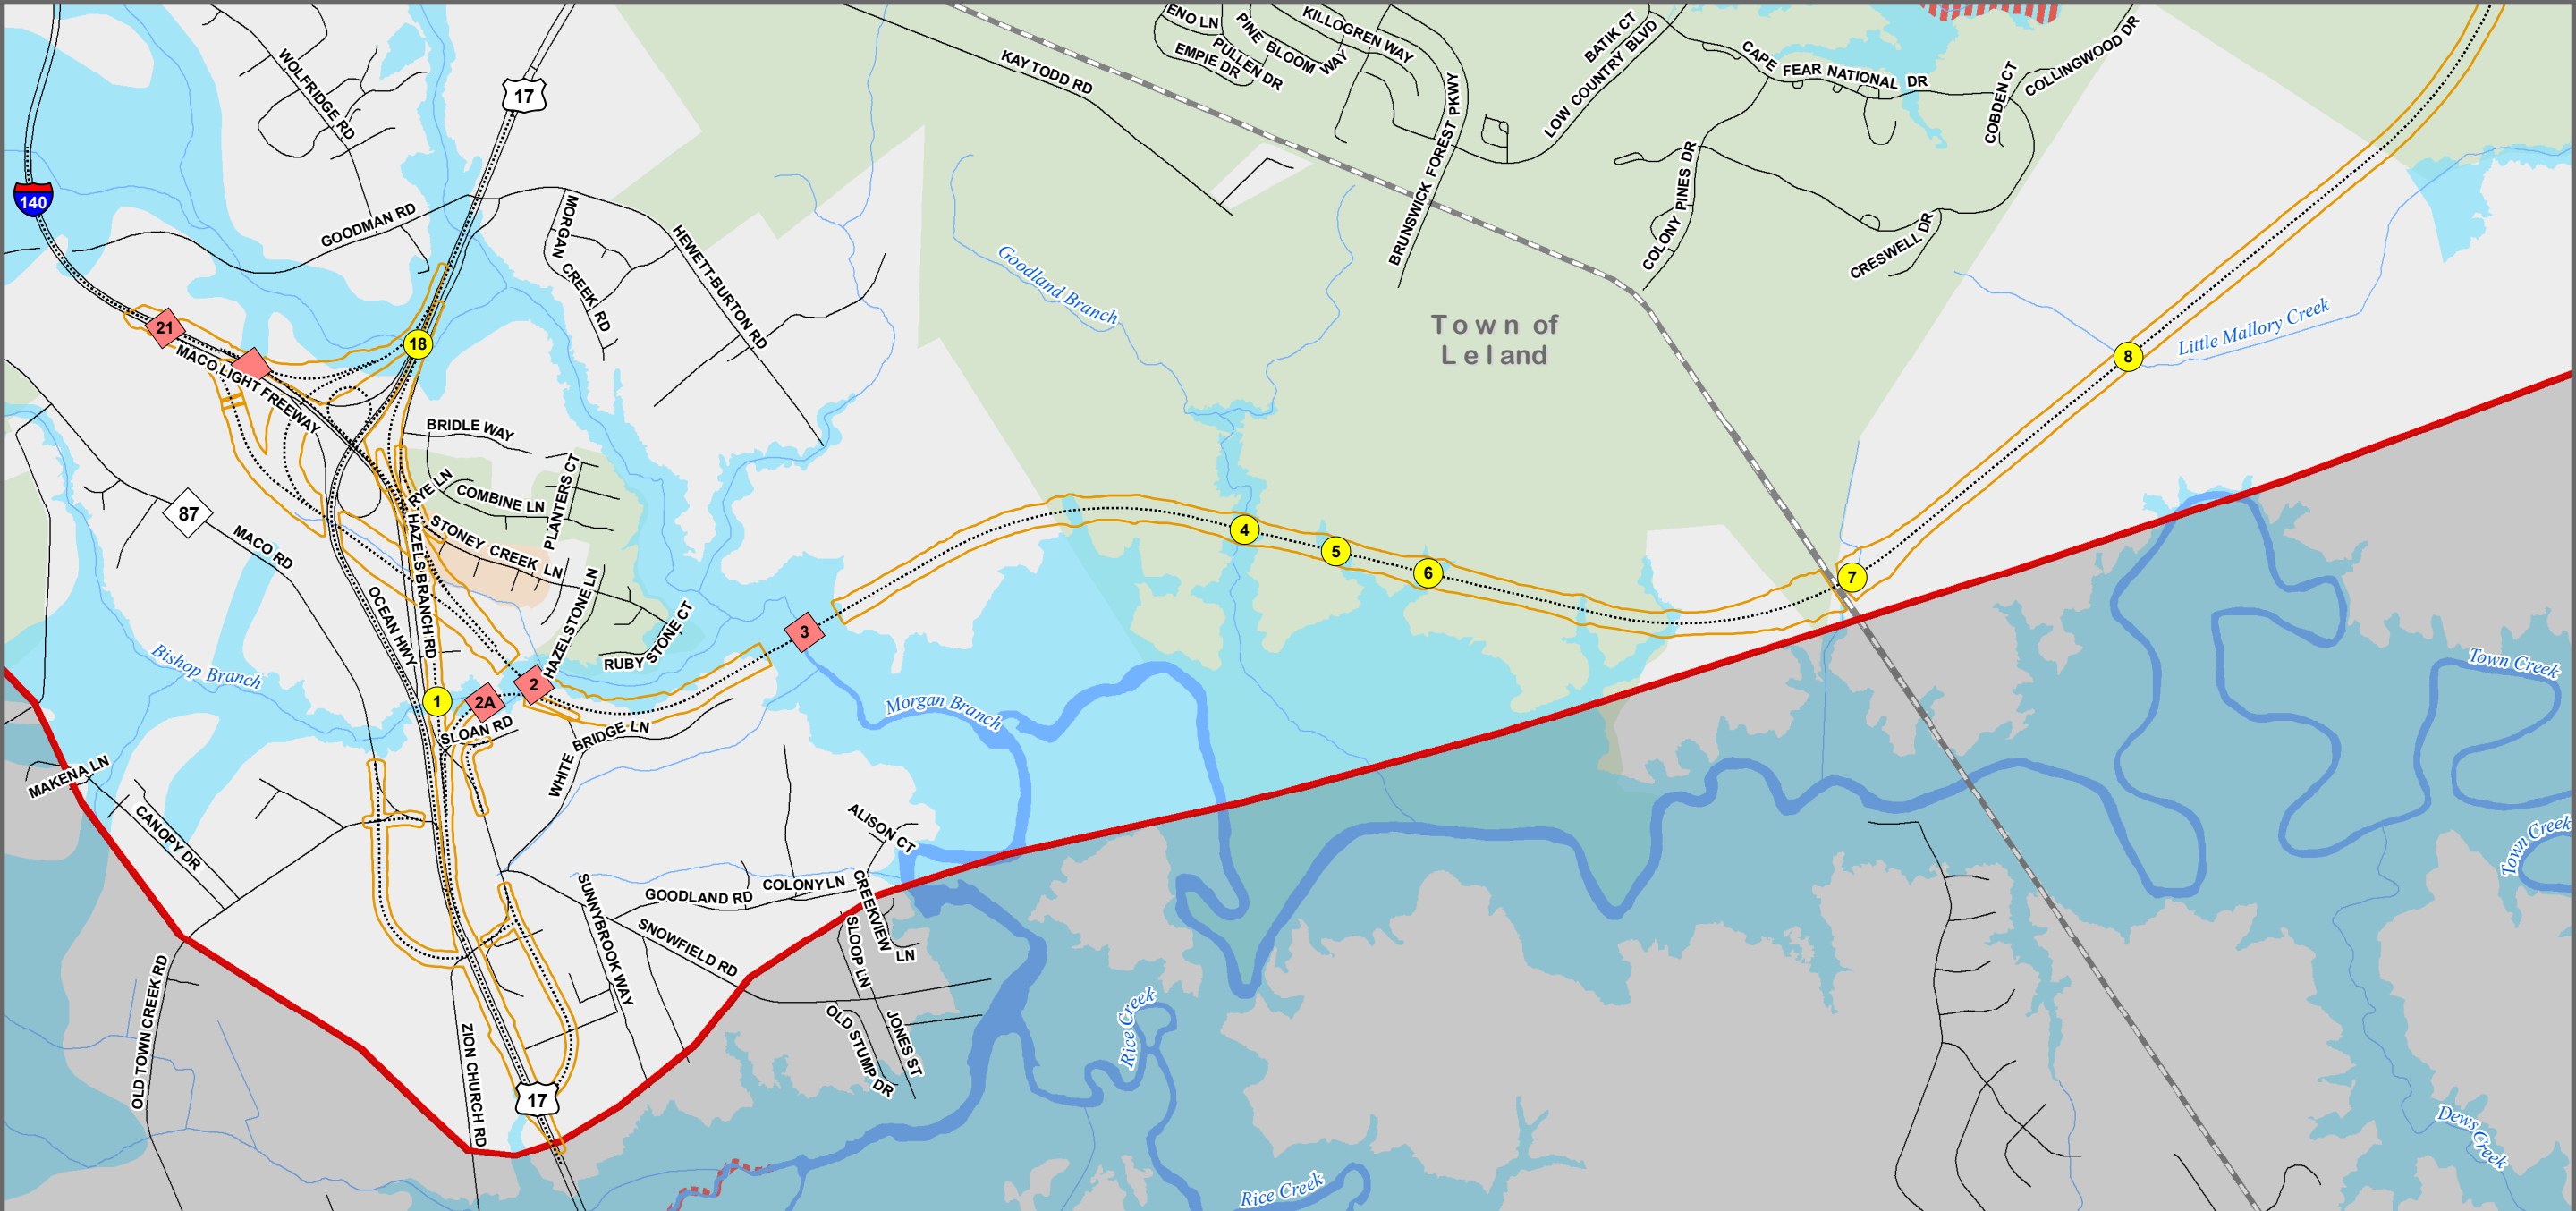 ENO LN
PINE BLOOM WAY
KILLOGREN WAY
PULLEN DR
EMPIE DR
KAY TODD RD
BATIK CT
LOW COUNTRY BLVD
CAPE FEAR NATIONAL DR
COLLINGWOOD DR
COBDEN CT
WOLFRIDGE RD
17
BRUNSWICK FOREST PKWY
COLONY PINES DR
CRESWELL DR
140
GOODMAN RD
MORGAN CREEK RD
HEWETT-BURTON RD
Goodland Branch
Town of
Leland
Little Mallory Creek
8
21
18
MACO LIGHT FREEWAY
BRIDLE WAY
RYE LN
COMBINE LN
PLANTERS CT
87
MACO RD
HAZELS BRANCH RD
STONEY CREEK LN
4
5
6
7
OCEAN HWY
HAZELSTONE LN
RUBY STONE CT
3
Bishop Branch
1
2A
2
SLOAN RD
WHITE BRIDGE LN
Morgan Branch
Town Creek
MAKENA LN
CANOPY DR
ALISON CT
Town Creek
SUNNYBROOK WAY
GOODLAND RD
COLONY LN
CREEKVIEW LN
SNOWFIELD RD
SLOOP LN
OLD TOWN CREEK RD
ZION CHURCH RD
OLD STUMP DR
JONES ST
Rice Creek
17
Dews Creek
Rice Creek